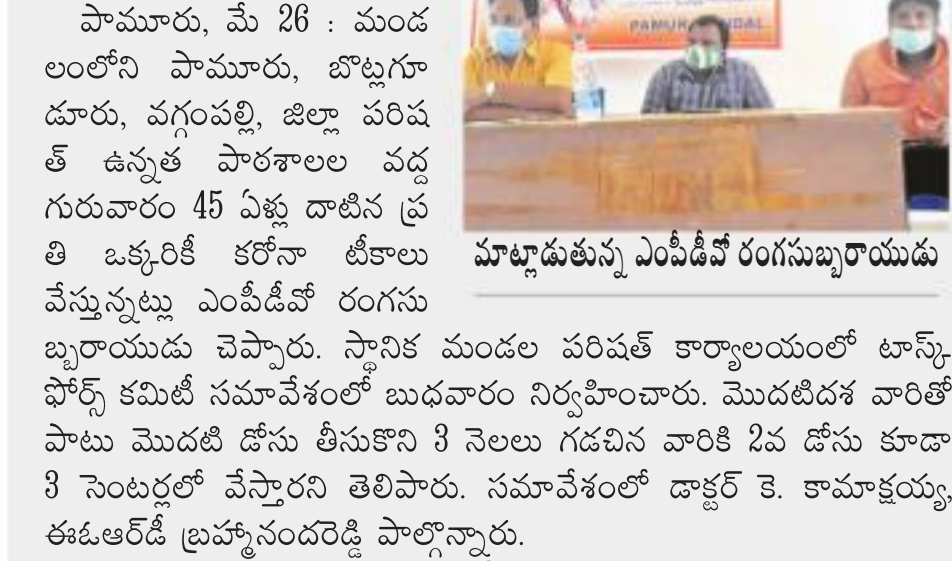 పామూరు, మే 26 : మండ
లంలోని పామూరు, బొట్లగూ
డూరు, వగ్గంపల్లి, జిల్లా పరిష
త్ ఉన్నత పాఠశాలల వద్ద
గురువారం 45 ఏళ్లు దాటిన ప్ర
తి ఒక్కరికీ కరోనా టీకాలు
వేస్తున్నట్లు ఎంపీడీవో రంగసు
బ్బరాయుడు చెప్పారు. స్థానిక మండల పరిషత్ కార్యాలయంలో టాస్క్
ఫోర్స్ కమిటీ సమావేశంలో బుధవారం నిర్వహించారు. మొదటిదశ వారితో
పాటు మొదటి డోసు తీసుకొని 3 నెలలు గడచిన వారికి 2వ డోసు కూడా
3 సెంటర్లలో వేస్తారని తెలిపారు. సమావేశంలో డాక్టర్ కె. కామాక్షయ్య,
ఈఓఆర్‌డీ బ్రహ్మానందరెడ్డి పాల్గొన్నారు.
PAMUR
మాట్లాడుతున్న ఎంపీడీవో రంగసుబ్బరాయుడు